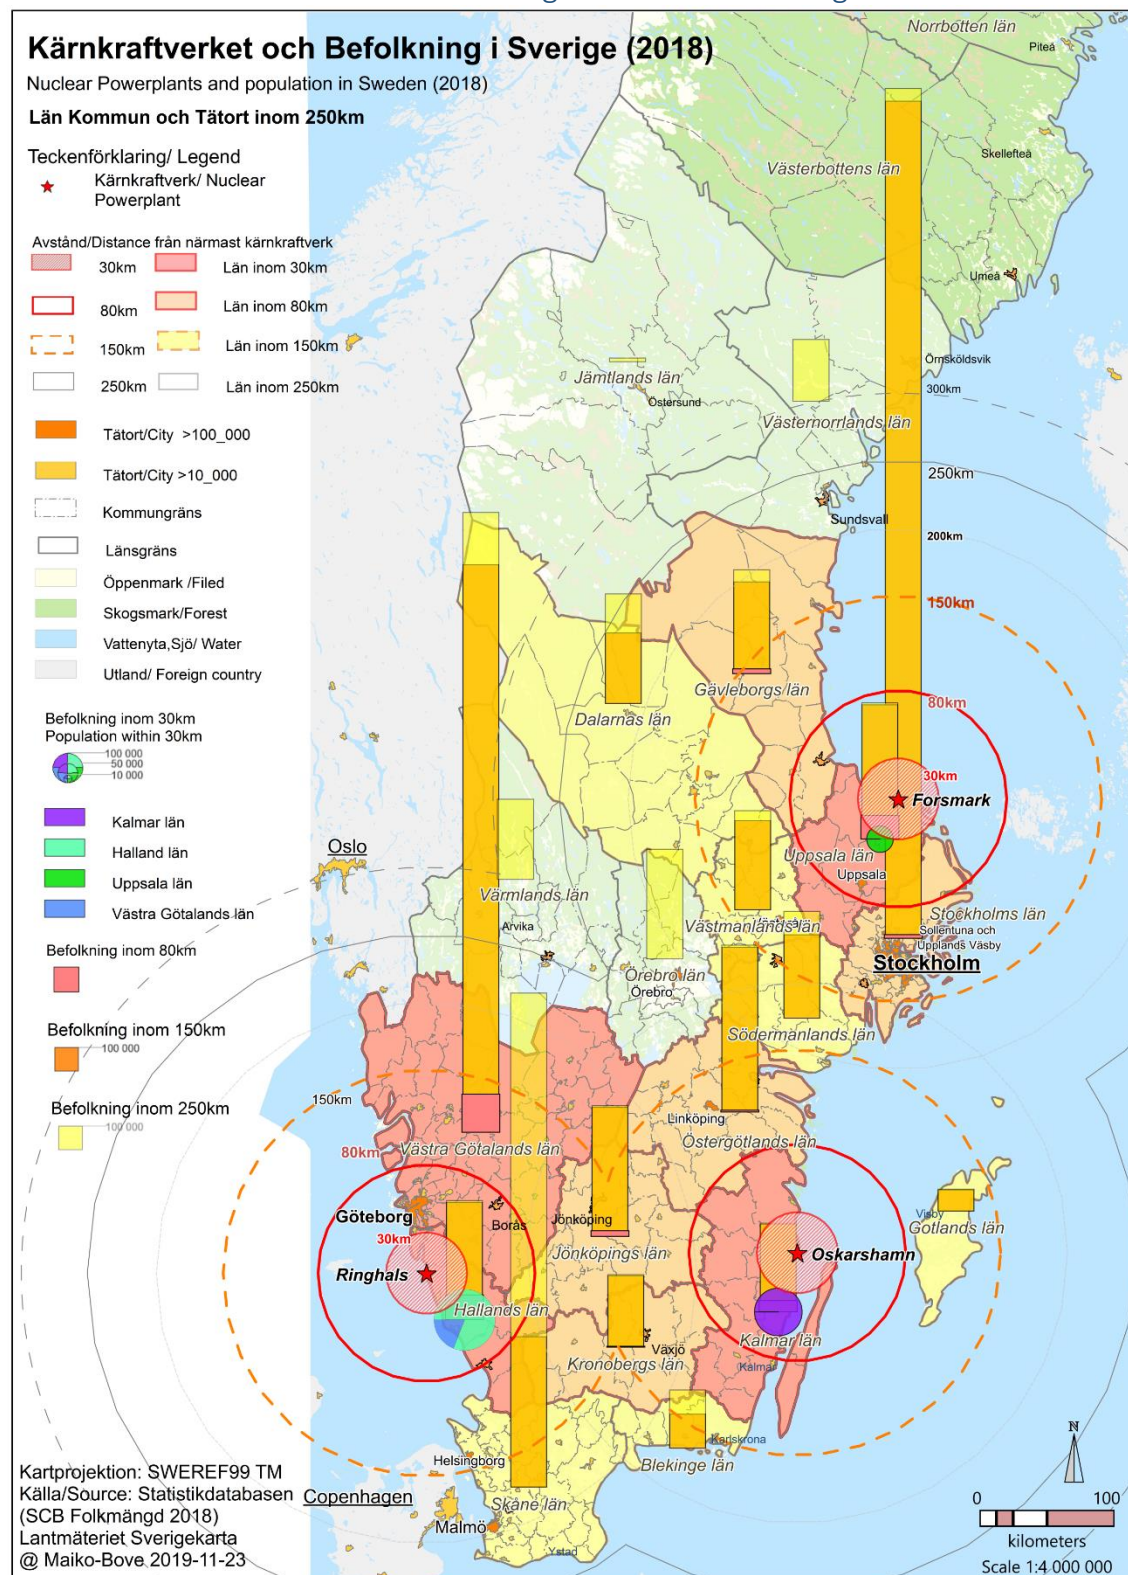 Kärnkraftverket och Befolkning i Sverige (2018)
Nuclear Powerplants and population in Sweden (2018)
Län Kommun och Tätort inom 250km
Teckenförklaring/ Legend
Kärnkraftverk/ Nuclear
Powerplant
Avstånd/Distance från närmast kärnkraftverk
30km
Län inom 30km
80km
Län inom 80km
150km
Län inom 150km
250km
Län inom 250km
Tätort/City >100_000
Tätort/City >10_000
Kommungräns
Länsgräns
Öppenmark /Filed
Skogsmark/Forest
Vattenyta,Sjö/ Water
Utland/ Foreign country
Befolkning inom 30km
Population within 30km
100 000
50 000
10 000
Kalmar län
Halland län
Uppsala län
Västra Götalands län
Befolkning inom 80km
Befolkning inom 150km
100 000
Befolkning inom 250km
100 000
Norrbotten län
Piteå
Skellefteå
Västerbottens län
Umeå
Örnsköldsvik
300km
Jämtlands län
Östersund
Västernorrlands län
250km
Sundsvall
200km
150km
Gävleborgs län
Dalarnas län
80km
30km
Forsmark
Uppsala län
Uppsala
Oslo
Värmlands län
Arvika
Västmanlands län
Stockholms län
Sollentuna och
Upplands Väsby
Stockholm
Örebro län
Örebro
Södermanlands län
150km
Linköping
Östergötlands län
80km
Västra Götalands län
Göteborg
Borås
Jönköping
30km
Visby
Gotlands län
Jönköpings län
Oskarshamn
Ringhals
Hallands län
Kalmar län
Växjö
Kronobergs län
Kalmar
Karlskrona
Helsingborg
Blekinge län
Copenhagen
Skåne län
Malmö
Ystad
N
0 100
kilometers
Scale 1:4 000 000
Kartprojektion: SWEREF99 TM
Källa/Source: Statistikdatabasen
(SCB Folkmängd 2018)
Lantmäteriet Sverigekarta
@ Maiko-Bove 2019-11-23